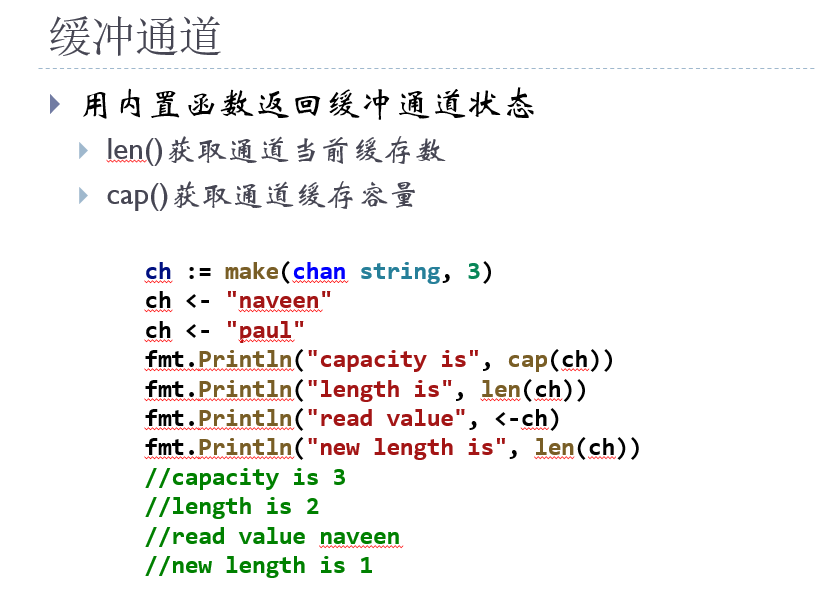 缓冲通道
用内置函数返回缓冲通道状态
len()获取通道当前缓存数
cap()获取通道缓存容量
ch := make(chan string, 3)
ch <- "naveen"
ch <- "paul"
fmt.Println("capacity is", cap(ch))
fmt.Println("length is", len(ch))
fmt.Println("read value", <-ch)
fmt.Println("new length is", len(ch))
//capacity is 3
//length is 2
//read value naveen
//new length is 1